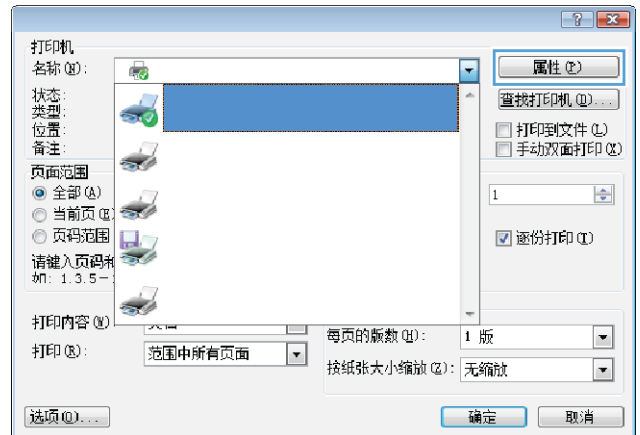 打印机
名称(N):
属性(P)
状态:
类型:
位置:
备注:
查找打印机(D)...
打印到文件(L)
手动双面打印(X)
页面范围
全部(A)
当前页(E)
页码范围
请键入页码和
如: 1.3.5-
1
逐份打印(T)
打印内容(W)
打印(R):
范围中所有页面
每页的版数(H):
1 版
按纸张大小缩放(Z):
无缩放
选项(O)...
确定
取消